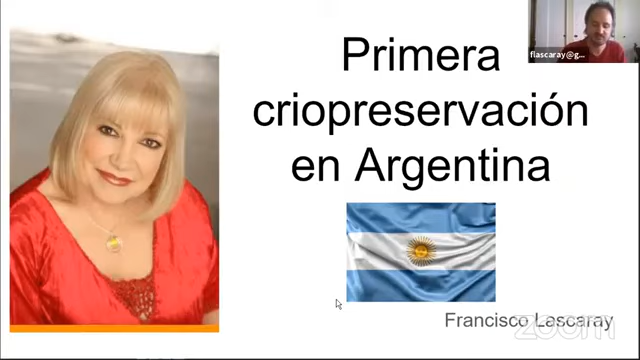 Primera
criopreservación
en Argentina
flascaray@g...
Francisco Lascaray
zoom